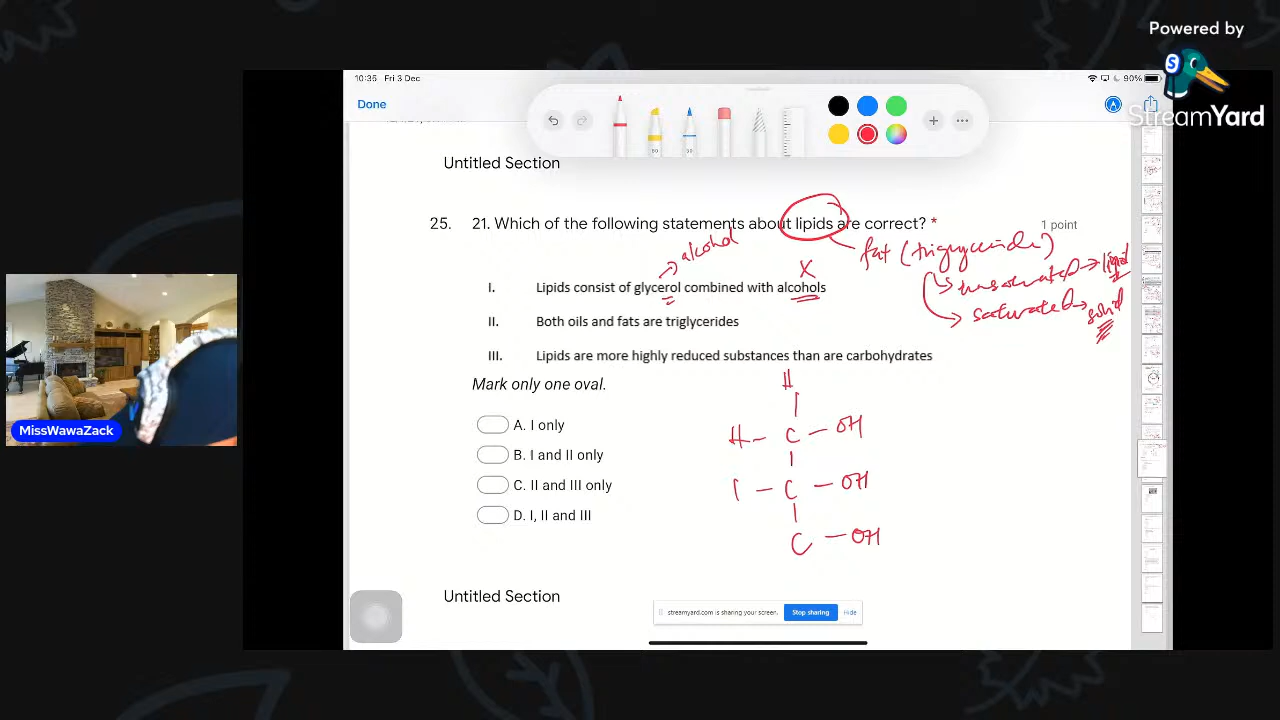 Powered by
StreamYard
10:35 Fri 3 Dec
90%
Done
Untitled Section
25. 21. Which of the following statements about lipids are correct? *
1 point
alcohol
fat (triglyceride)
liquid
saturated
solid
X
I. Lipids consist of glycerol combined with alcohols
II. Both oils and fats are triglycerides
III. Lipids are more highly reduced substances than are carbohydrates
Mark only one oval.
A. I only
B. I and II only
C. II and III only
D. I, II and III
H
H - C - OH
C - OH
C - OH
MissWawaZack
Untitled Section
streamyard.com is sharing your screen.
Stop sharing
Hide